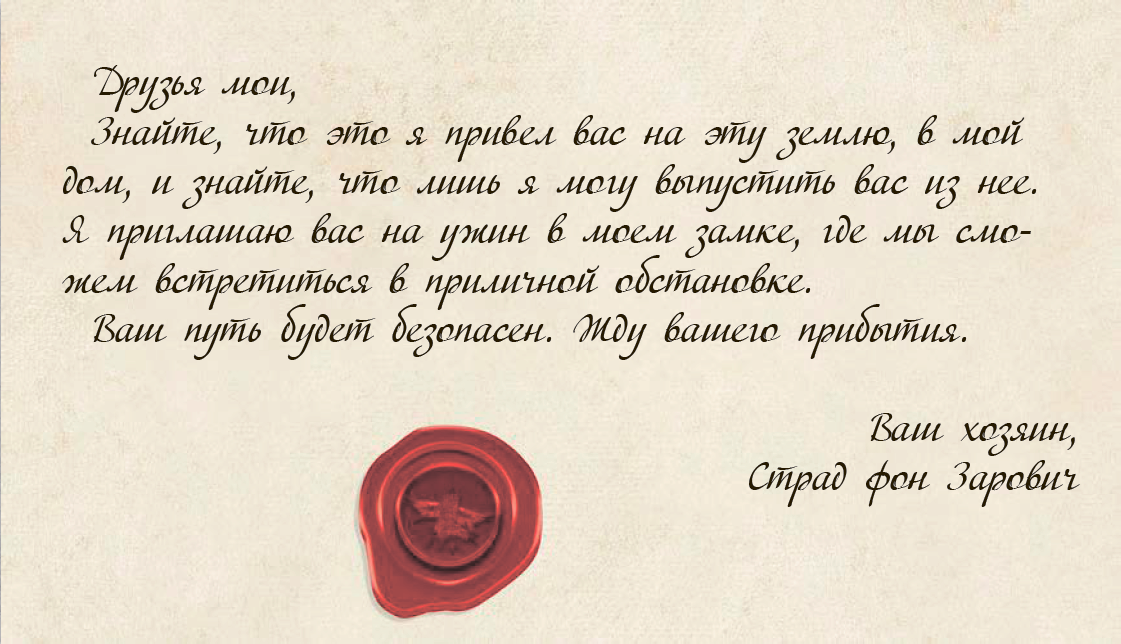 Друзья мои,
Знайте, что это я привел вас на эту землю, в мой
дом, и знайте, что лишь я могу выпустить вас из нее.
Я приглашаю вас на ужин в моем замке, где мы смо-
жем встретиться в приличной обстановке.
Ваш путь будет безопасен. Жду вашего прибытия.
Ваш хозяин,
Страд фон Зарович